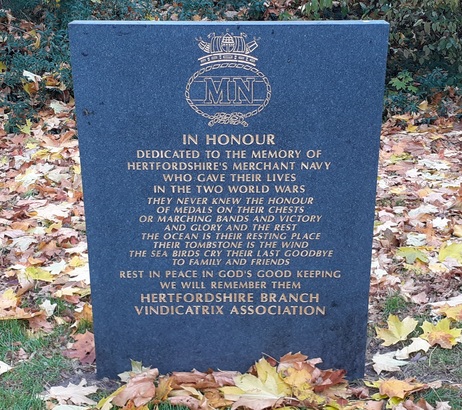 MN
IN HONOUR
DEDICATED TO THE MEMORY OF
HERTFORDSHIRE'S MERCHANT NAVY
WHO GAVE THEIR LIVES
IN THE TWO WORLD WARS
THEY NEVER KNEW THE HONOUR
OF MEDALS ON THEIR CHESTS
OR MARCHING BANDS AND VICTORY
AND GLORY AND THE REST
THE OCEAN IS THEIR RESTING PLACE
THEIR TOMBSTONE IS THE WIND
THE SEA BIRDS CRY THEIR LAST GOODBYE
TO FAMILY AND FRIENDS
REST IN PEACE IN GOD'S GOOD KEEPING
WE WILL REMEMBER THEM
HERTFORDSHIRE BRANCH
VINDICATRIX ASSOCIATION